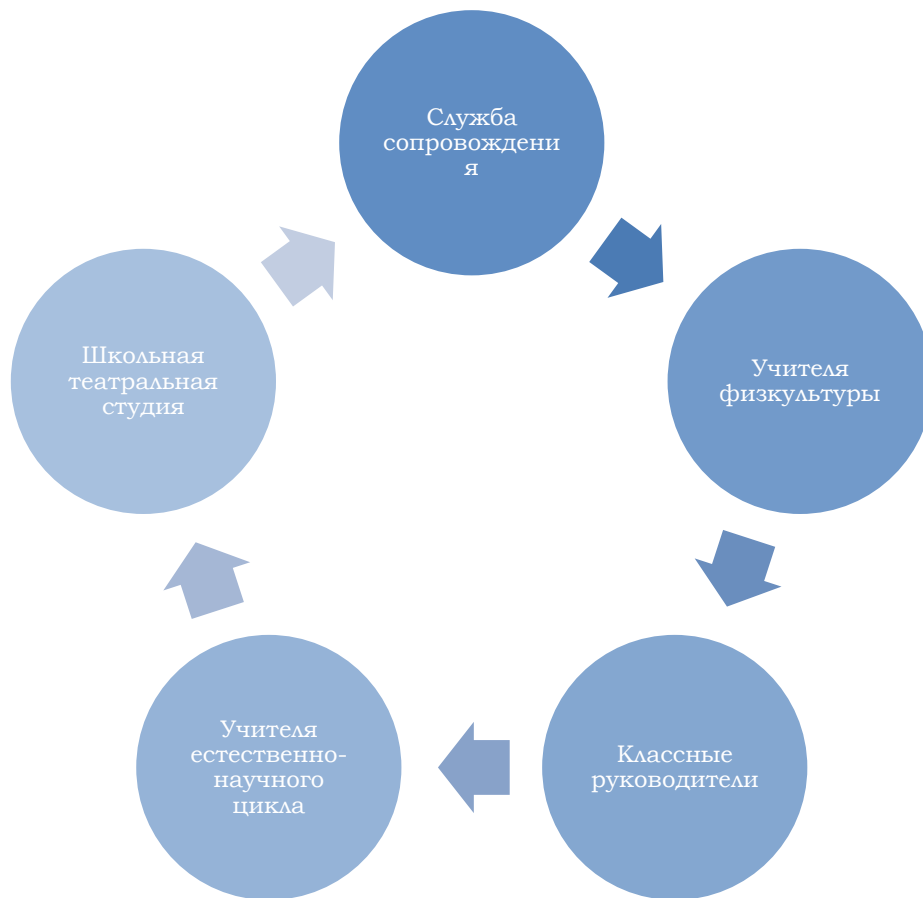 Служба
сопровождени
я
Учителя
физкультуры
Классные
руководители
Учителя
естественно-
научного
цикла
Школьная
театральная
студия